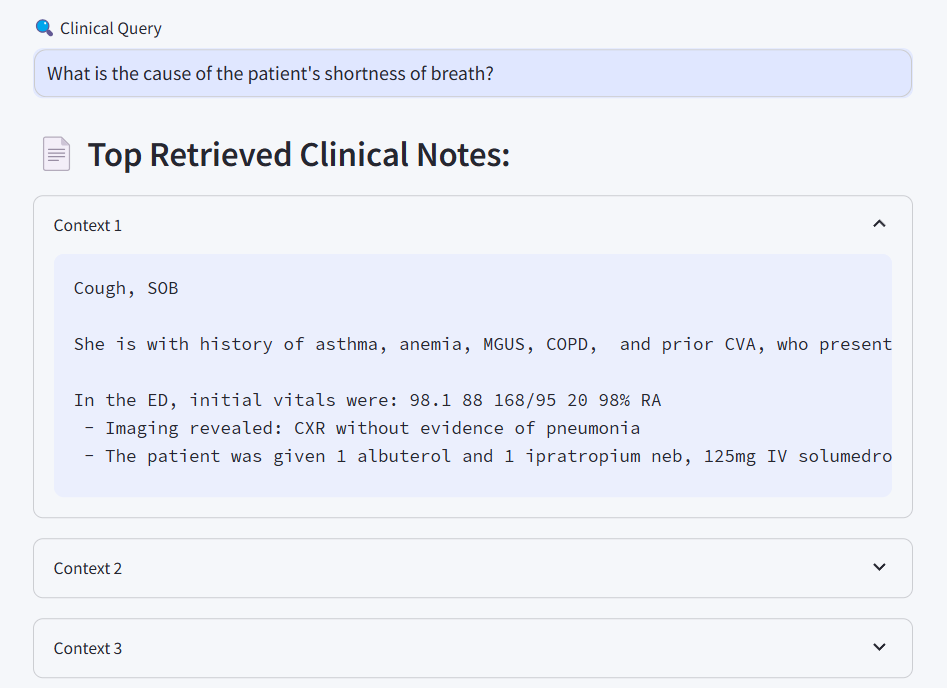 Clinical Query
What is the cause of the patient's shortness of breath?
Top Retrieved Clinical Notes:
Context 1
Cough, SOB
She is with history of asthma, anemia, MGUS, COPD,  and prior CVA, who present
In the ED, initial vitals were: 98.1 88 168/95 20 98% RA
- Imaging revealed: CXR without evidence of pneumonia
- The patient was given 1 albuterol and 1 ipratropium neb, 125mg IV solumedro
Context 2
Context 3